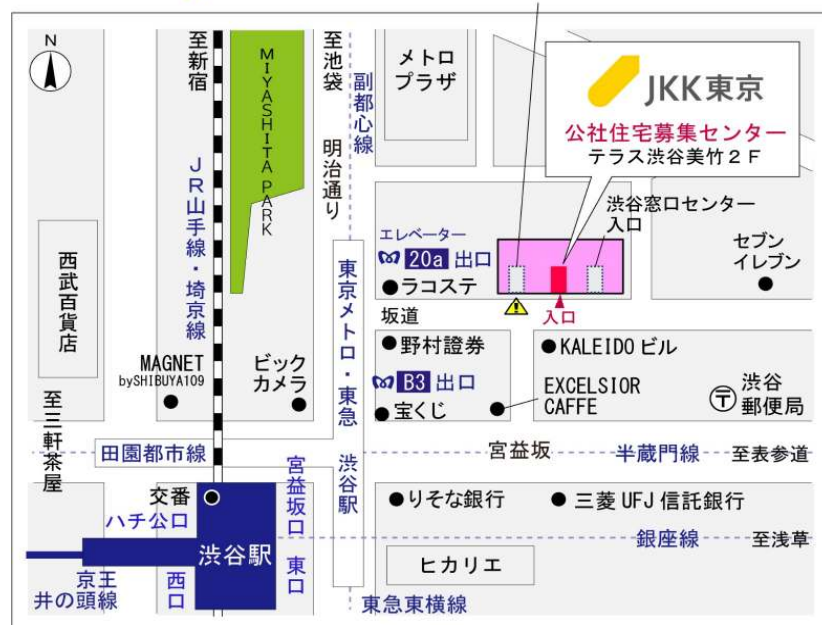 N
至新宿
MIYASHITA PARK
至池袋
副都心線
明治通り
メトロ
プラザ
JKK東京
公社住宅募集センター
テラス渋谷美竹2F
JR山手線・埼京線
渋谷窓口センター
入口
エレベーター
20a 出口
ラコステ
入口
セブン
イレブン
西武百貨店
坂道
東京メトロ・東急
渋谷駅
MAGNET
bySHIBUYA109
ビック
カメラ
野村證券
B3 出口
宝くじ
KALEIDO ビル
EXCELSIOR
CAFFE
渋谷
郵便局
至三軒茶屋
田園都市線
宮益坂
半蔵門線
至表参道
交番
ハチ公口
宮益坂口
りそな銀行
三菱UFJ信託銀行
渋谷駅
銀座線
至浅草
京王
井の頭線
西口
東口
ヒカリエ
東急東横線